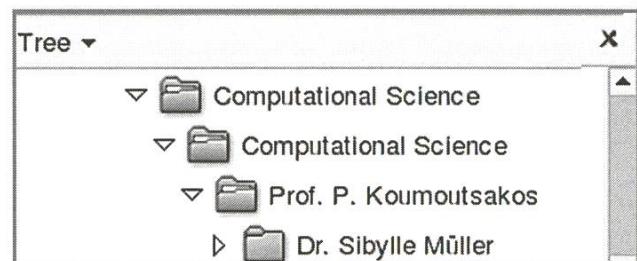 Tree
Computational Science
Computational Science
Prof. P. Koumoutsakos
Dr. Sibylle Müller